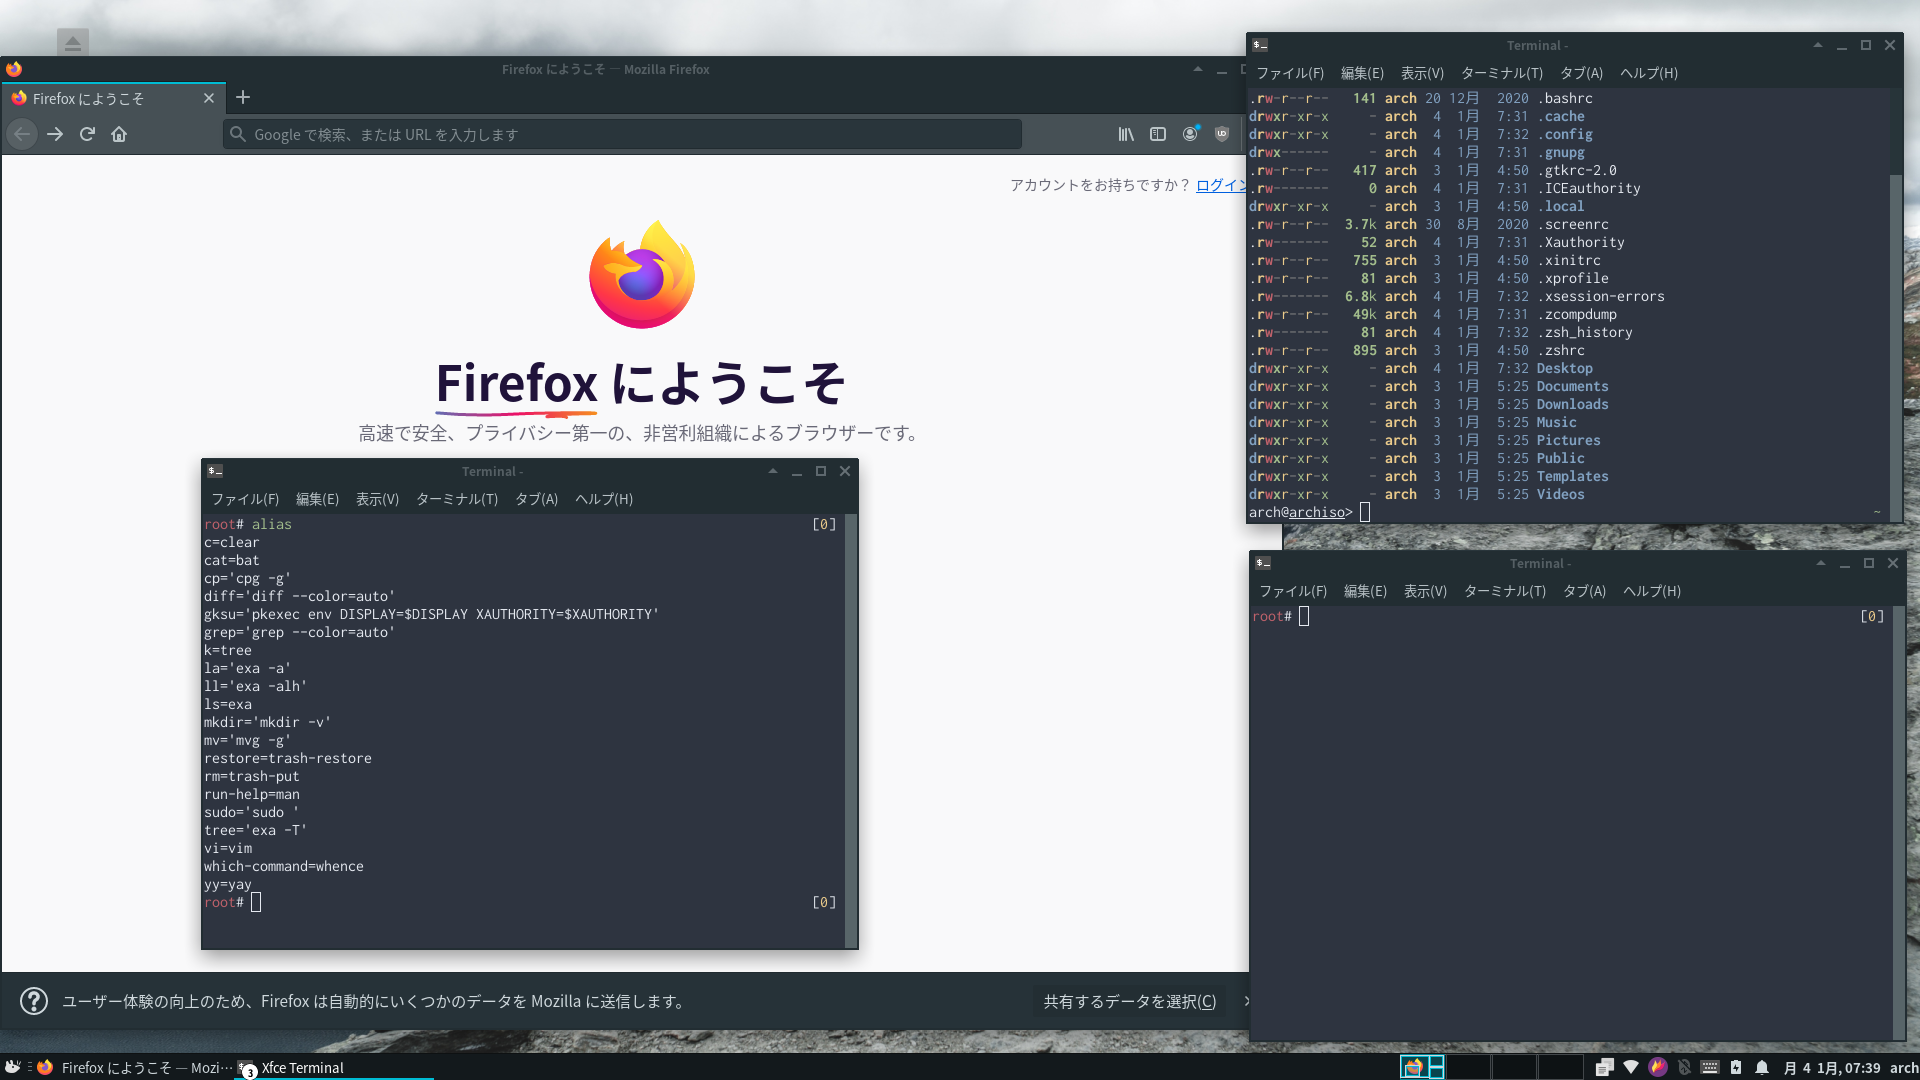 Firefox にようこそ — Mozilla Firefox
Firefox にようこそ
Google で検索、または URL を入力します
アカウントをお持ちですか？ ログイン
Firefox にようこそ
高速で安全、プライバシー第一の、非営利組織によるブラウザーです。
Terminal -
ファイル(F) 編集(E) 表示(V) ターミナル(T) タブ(A) ヘルプ(H)
root# alias [0]
c=clear
cat=bat
cp='cpg -g'
diff='diff --color=auto'
gksu='pkexec env DISPLAY=$DISPLAY XAUTHORITY=$XAUTHORITY'
grep='grep --color=auto'
k=tree
la='exa -a'
ll='exa -alh'
ls=exa
mkdir='mkdir -v'
mv='mvg -g'
restore=trash-restore
rm=trash-put
run-help=man
sudo='sudo '
tree='exa -T'
vi=vim
which-command=whence
yy=yay
root# [0]
ユーザー体験の向上のため、Firefox は自動的にいくつかのデータを Mozilla に送信します。
共有するデータを選択(C)
Terminal -
ファイル(F) 編集(E) 表示(V) ターミナル(T) タブ(A) ヘルプ(H)
.rw-r--r-- 141 arch 20 12月 2020 .bashrc
drwxr-xr-x - arch 4 1月 7:31 .cache
drwxr-xr-x - arch 4 1月 7:32 .config
drwx------ - arch 4 1月 7:31 .gnupg
.rw-r--r-- 417 arch 3 1月 4:50 .gtkrc-2.0
.rw------- 0 arch 4 1月 7:31 .ICEauthority
drwxr-xr-x - arch 3 1月 4:50 .local
.rw-r--r-- 3.7k arch 30 8月 2020 .screenrc
.rw------- 52 arch 4 1月 7:31 .Xauthority
.rw-r--r-- 755 arch 3 1月 4:50 .xinitrc
.rw-r--r-- 81 arch 3 1月 4:50 .xprofile
.rw------- 6.8k arch 4 1月 7:32 .xsession-errors
.rw-r--r-- 49k arch 4 1月 7:31 .zcompdump
.rw------- 81 arch 4 1月 7:32 .zsh_history
.rw-r--r-- 895 arch 3 1月 4:50 .zshrc
drwxr-xr-x - arch 4 1月 7:32 Desktop
drwxr-xr-x - arch 3 1月 5:25 Documents
drwxr-xr-x - arch 3 1月 5:25 Downloads
drwxr-xr-x - arch 3 1月 5:25 Music
drwxr-xr-x - arch 3 1月 5:25 Pictures
drwxr-xr-x - arch 3 1月 5:25 Public
drwxr-xr-x - arch 3 1月 5:25 Templates
drwxr-xr-x - arch 3 1月 5:25 Videos
arch@archiso> ~
Terminal -
ファイル(F) 編集(E) 表示(V) ターミナル(T) タブ(A) ヘルプ(H)
root# [0]
Firefox にようこそ — Mozi… 3 Xfce Terminal 月 4 1月, 07:39 arch